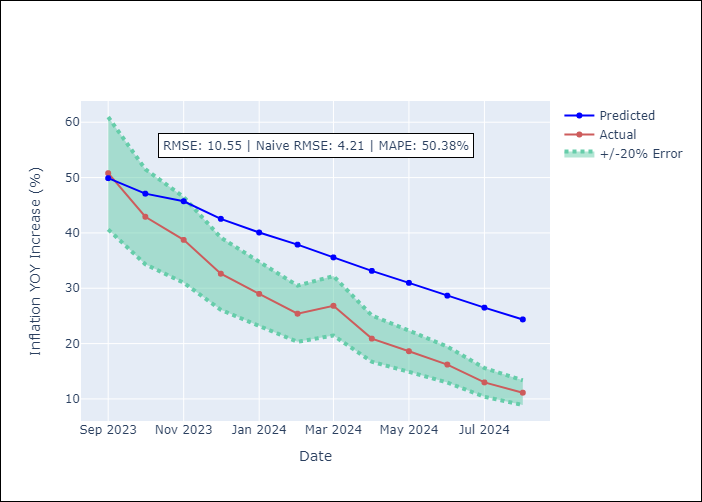 RMSE: 10.55 | Naive RMSE: 4.21 | MAPE: 50.38%
Predicted
Actual
+/-20% Error
Inflation YOY Increase (%)
60
50
40
30
20
10
Sep 2023 Nov 2023 Jan 2024 Mar 2024 May 2024 Jul 2024
Date